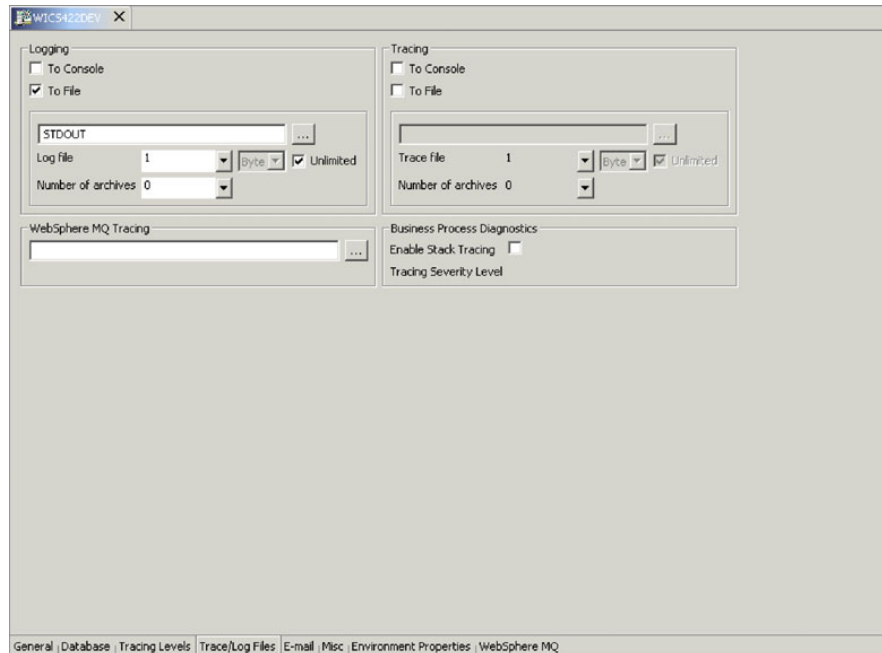 WICS422DEV
Logging
To Console
To File
STDOUT
...
Log file 1 Byte Unlimited
Number of archives 0
Tracing
To Console
To File
...
Trace file 1 Byte Unlimited
Number of archives 0
WebSphere MQ Tracing
...
Business Process Diagnostics
Enable Stack Tracing
Tracing Severity Level
General Database Tracing Levels Trace/Log Files E-mail Misc Environment Properties WebSphere MQ